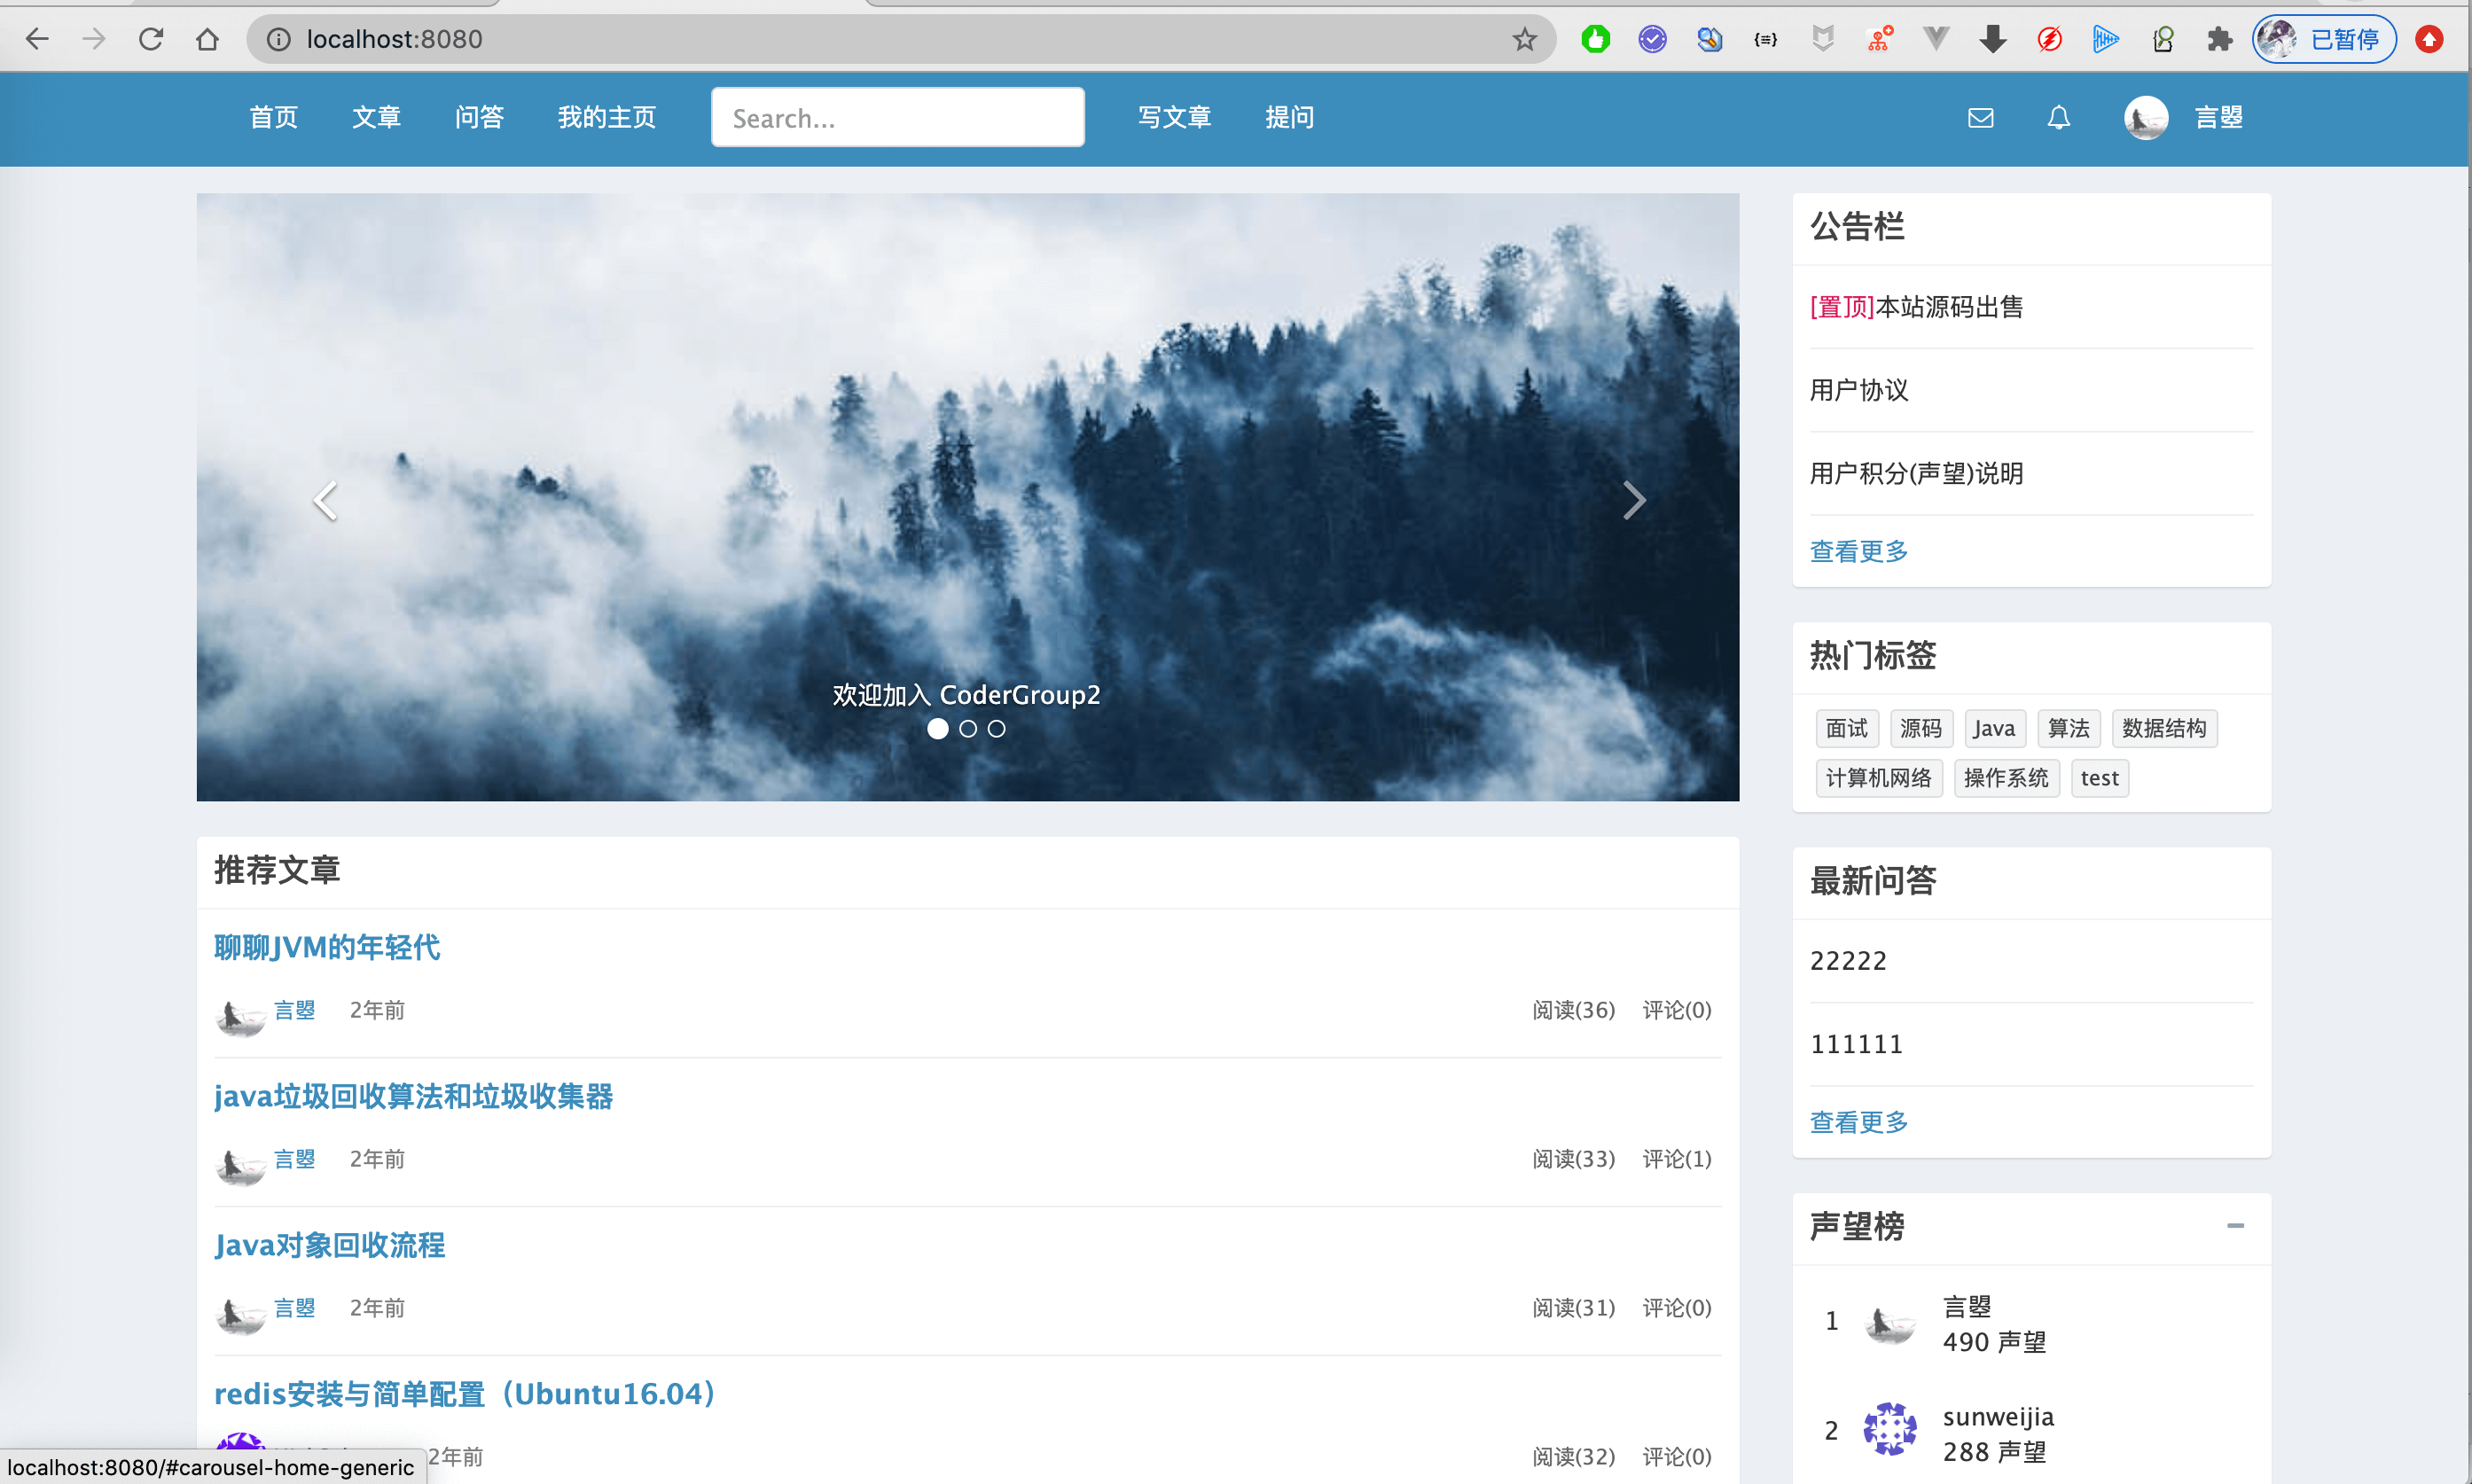 localhost:8080
已暂停
首页 文章 问答 我的主页 Search... 写文章 提问 言曌
欢迎加入 CoderGroup2
推荐文章
聊聊JVM的年轻代
言曌 2年前 阅读(36) 评论(0)
java垃圾回收算法和垃圾收集器
言曌 2年前 阅读(33) 评论(1)
Java对象回收流程
言曌 2年前 阅读(31) 评论(0)
redis安装与简单配置（Ubuntu16.04）
2年前 阅读(32) 评论(0)
公告栏
[置顶]本站源码出售
用户协议
用户积分(声望)说明
查看更多
热门标签
面试 源码 Java 算法 数据结构
计算机网络 操作系统 test
最新问答
22222
111111
查看更多
声望榜
1 言曌
490 声望
2 sunweijia
288 声望
localhost:8080/#carousel-home-generic